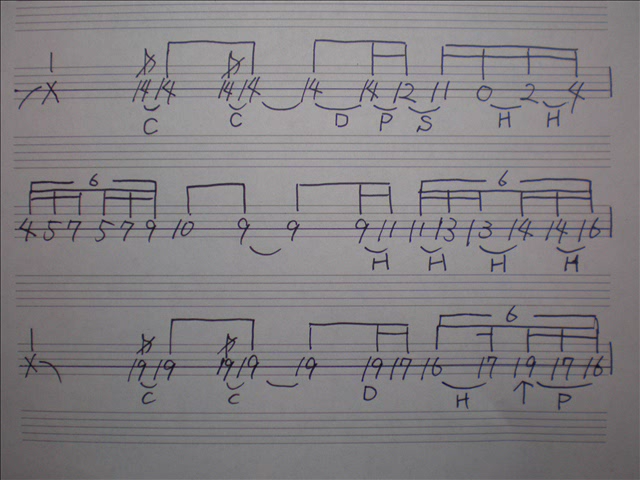 X 14 14 14 14 14 14 12 11 0 2 4
C C D P S H H
6 6
4 5 7 5 7 9 10 9 9 9 11 11 13 13 14 14 16
H H H H
6
X 19 19 19 19 19 19 17 16 17 19 17 16
C C D H ↑ P